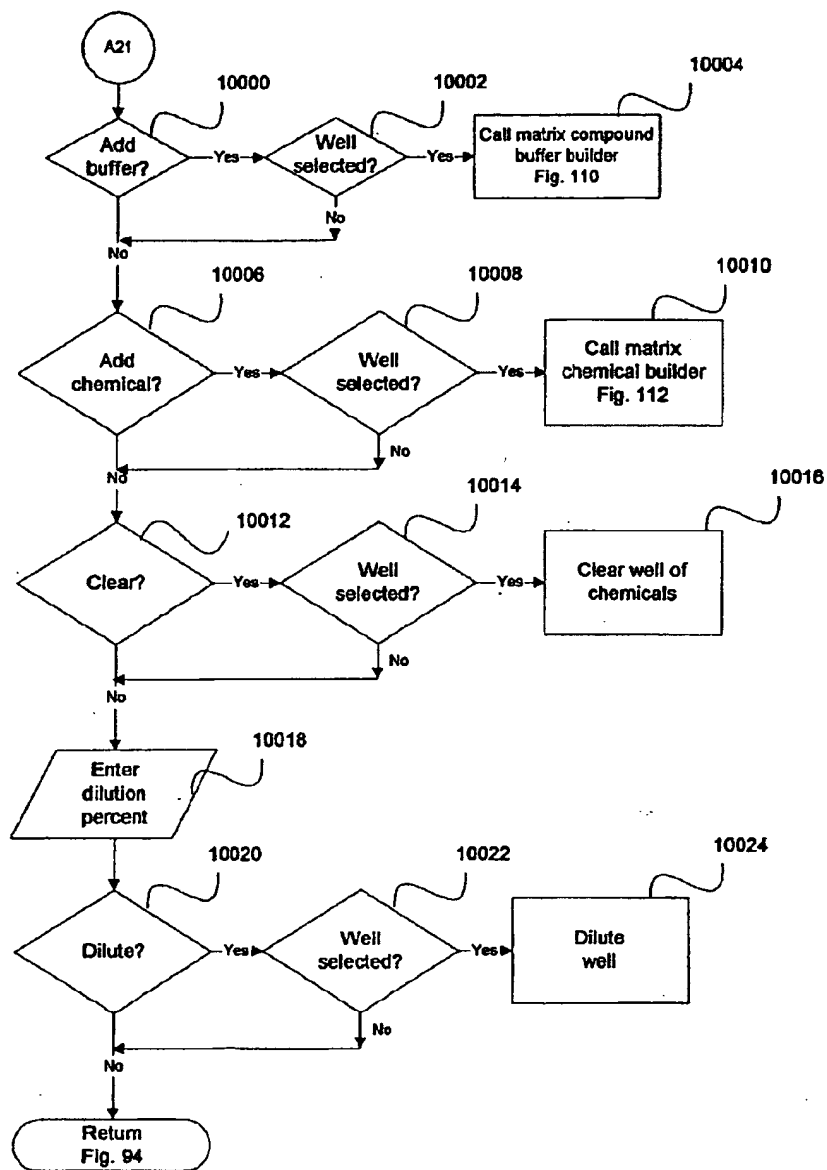 A21
10000
10002
10004
Add
buffer?
Yes
Well
selected?
Yes
Call matrix compound
buffer builder
Fig. 110
No
No
10006
10008
10010
Add
chemical?
Yes
Well
selected?
Yes
Call matrix
chemical builder
Fig. 112
No
No
10012
10014
10016
Clear?
Yes
Well
selected?
Yes
Clear well of
chemicals
No
No
10018
Enter
dilution
percent
10020
10022
10024
Dilute?
Yes
Well
selected?
Yes
Dilute
well
No
No
Return
Fig. 94